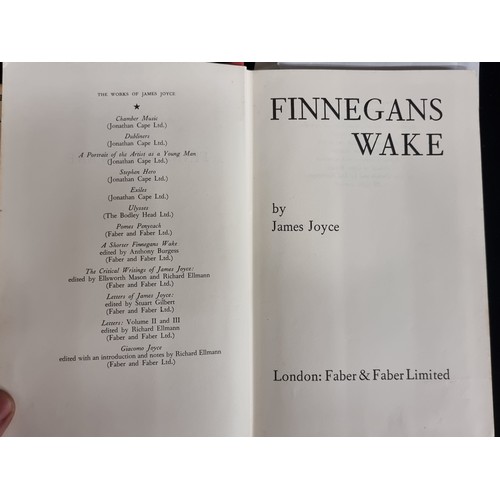 THE WORKS OF JAMES JOYCE
★
Chamber Music
(Jonathan Cape Ltd.)
Dubliners
(Jonathan Cape Ltd.)
A Portrait of the Artist as a Young Man
(Jonathan Cape Ltd.)
Stephen Hero
(Jonathan Cape Ltd.)
Exiles
(Jonathan Cape Ltd.)
Ulysses
(The Bodley Head Ltd.)
Pomes Penyeach
(Faber and Faber Ltd.)
A Shorter Finnegans Wake
edited by Anthony Burgess
(Faber and Faber Ltd.)
The Critical Writings of James Joyce:
edited by Ellsworth Mason and Richard Ellmann
(Faber and Faber Ltd.)
Letters of James Joyce:
edited by Stuart Gilbert
(Faber and Faber Ltd.)
Letters: Volume II and III
edited by Richard Ellmann
(Faber and Faber Ltd.)
Giacomo Joyce
edited with an introduction and notes by Richard Ellmann
(Faber and Faber Ltd.)
FINNEGANS
WAKE
by
James Joyce
London: Faber & Faber Limited